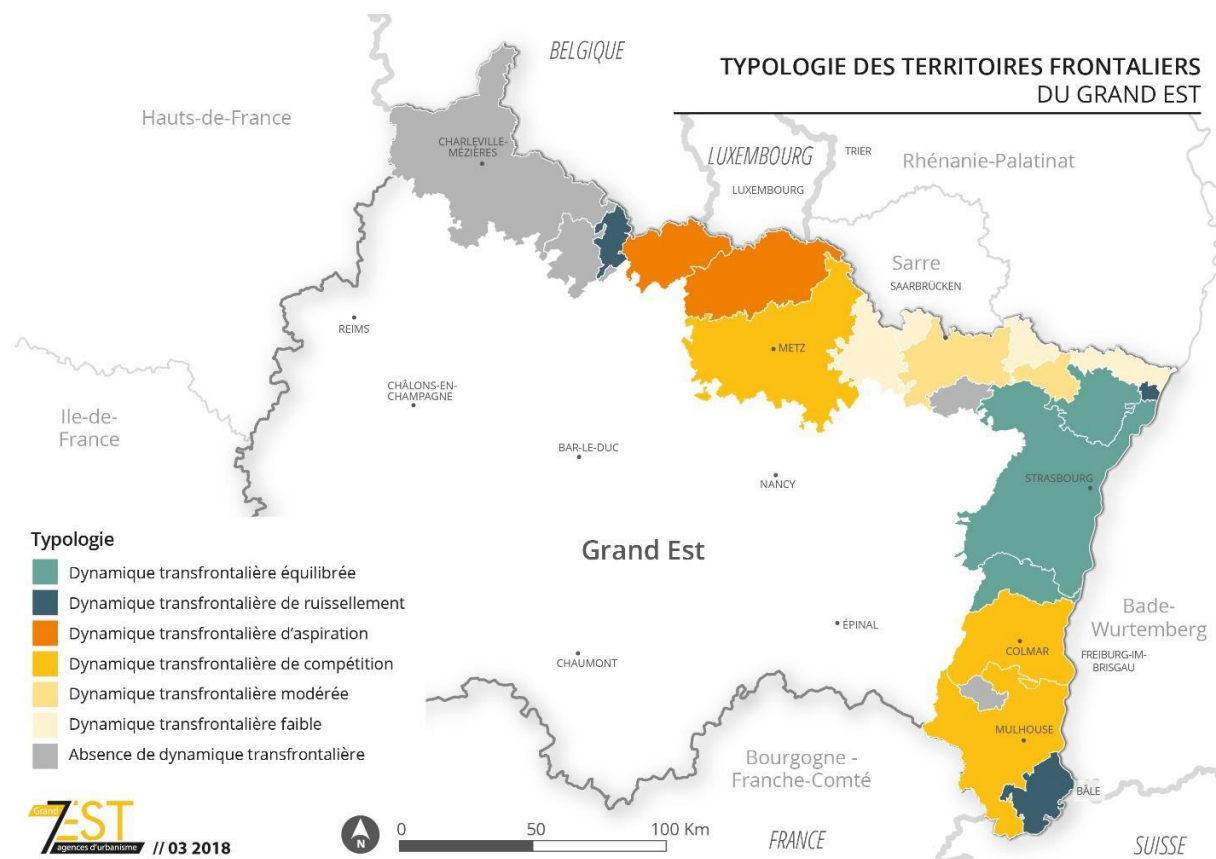 TYPOLOGIE DES TERRITOIRES FRONTALIERS
DU GRAND EST
BELGIQUE
Hauts-de-France
CHARLEVILLE-
MÉZIÈRES
LUXEMBOURG
TRIER
Rhénanie-Palatinat
LUXEMBOURG
Sarre
SAARBRÜCKEN
REIMS
METZ
CHÂLONS-EN-
CHAMPAGNE
Ile-de-
France
BAR-LE-DUC
NANCY
STRASBOURG
Grand Est
Typologie
Dynamique transfrontalière équilibrée
Dynamique transfrontalière de ruissellement
Dynamique transfrontalière d'aspiration
Dynamique transfrontalière de compétition
Dynamique transfrontalière modérée
Dynamique transfrontalière faible
Absence de dynamique transfrontalière
Bade-
Wurtemberg
ÉPINAL
CHAUMONT
COLMAR
FREIBURG-IM-
BRISGAU
MULHOUSE
Bourgogne -
Franche-Comté
BÂLE
Grand
7EST
agences d'urbanisme
// 03 2018
N
0 50 100 Km
FRANCE
SUISSE